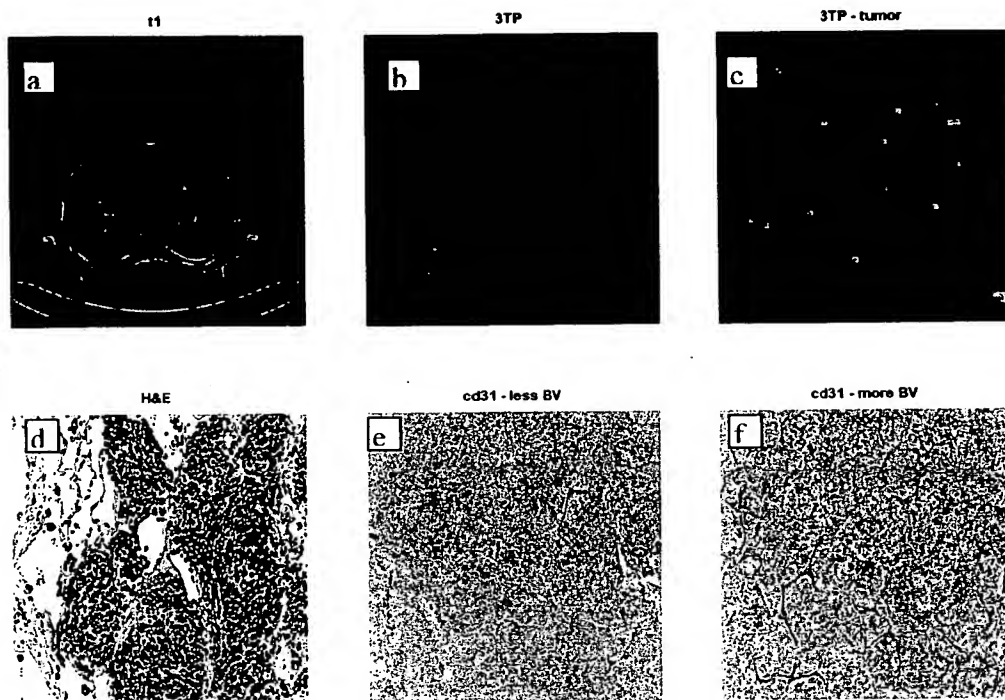 t1
3TP
3TP - tumor
a
b
c
H&E
cd31 - less BV
cd31 - more BV
d
e
f